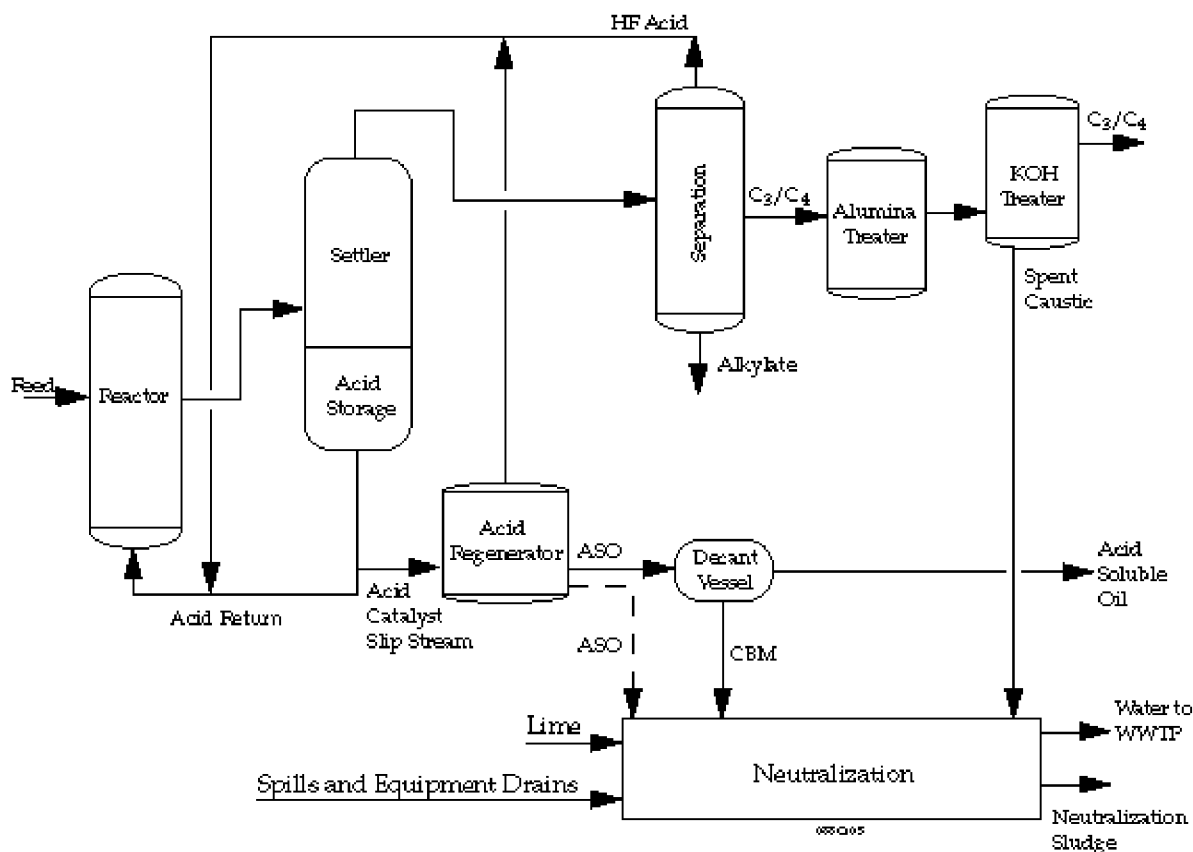 HF Acid
C3/C4
KOH
Treater
Separation
C3/C4
Alumina
Treater
Settler
Spent
Caustic
Alkylate
Feed
Reactor
Acid
Storage
Acid
Regenerator
ASO
Decant
Vessel
Acid
Soluble
Oil
Acid Return
Acid
Catalyst
Slip Stream
ASO
CBM
Water to
WWTP
Lime
Neutralization
Spills and Equipment Drains
Neutralization
Sludge